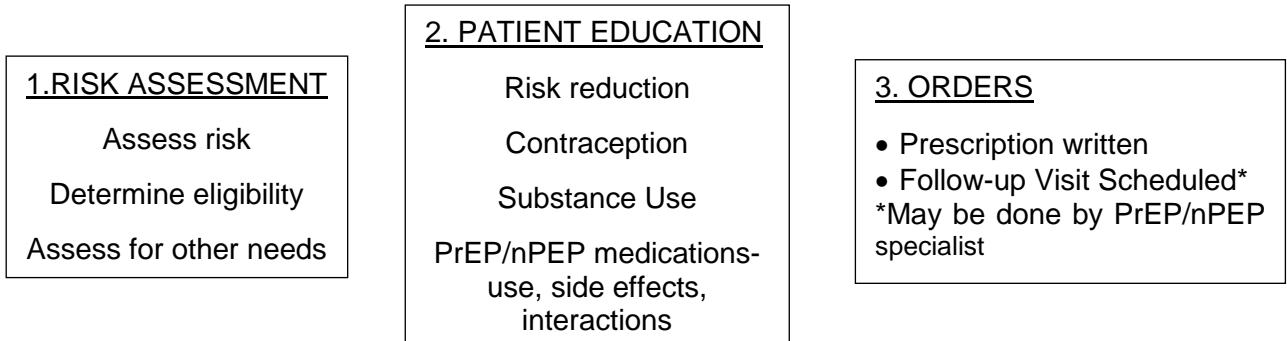 1.RISK ASSESSMENT
Assess risk
Determine eligibility
Assess for other needs
2. PATIENT EDUCATION
Risk reduction
Contraception
Substance Use
PrEP/nPEP medications-
use, side effects,
interactions
3. ORDERS
• Prescription written
• Follow-up Visit Scheduled*
*May be done by PrEP/nPEP
specialist